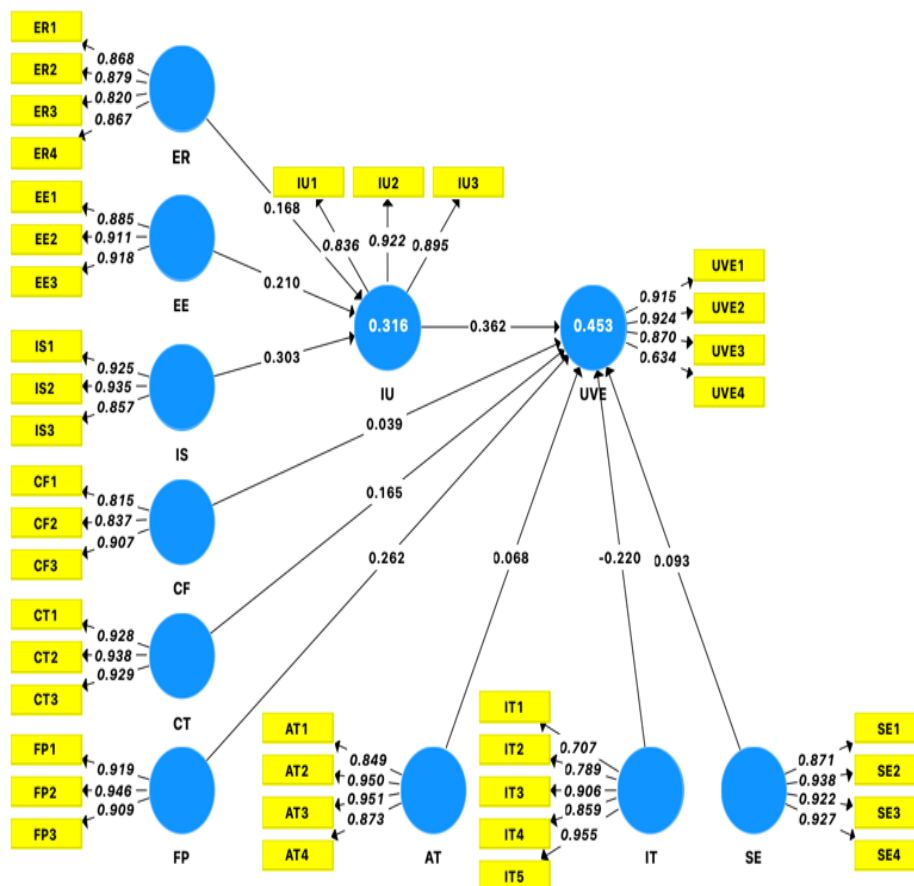 ER1
ER2
ER3
ER4
0.868
0.879
0.820
0.867
ER
EE1
EE2
EE3
0.885
0.911
0.918
EE
IS1
IS2
IS3
0.925
0.935
0.857
IS
CF1
CF2
CF3
0.815
0.837
0.907
CF
CT1
CT2
CT3
0.928
0.938
0.929
CT
FP1
FP2
FP3
0.919
0.946
0.909
FP
0.168
0.210
0.303
IU1
IU2
IU3
0.836
0.922
0.895
0.316
IU
0.362
0.453
UVE
0.915
0.924
0.870
0.634
UVE1
UVE2
UVE3
UVE4
0.039
0.165
0.262
0.068
-0.220
0.093
AT1
AT2
AT3
AT4
0.849
0.950
0.951
0.873
AT
IT1
IT2
IT3
IT4
IT5
0.707
0.789
0.906
0.859
0.955
IT
SE
0.871
0.938
0.922
0.927
SE1
SE2
SE3
SE4